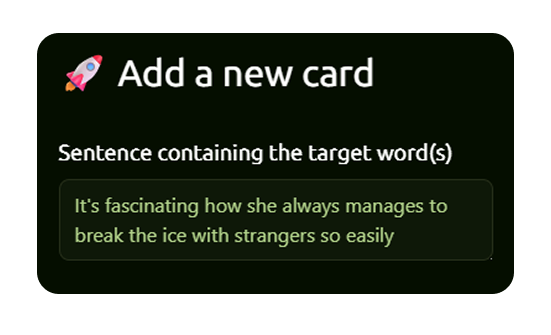 Add a new card
Sentence containing the target word(s)
It's fascinating how she always manages to
break the ice with strangers so easily